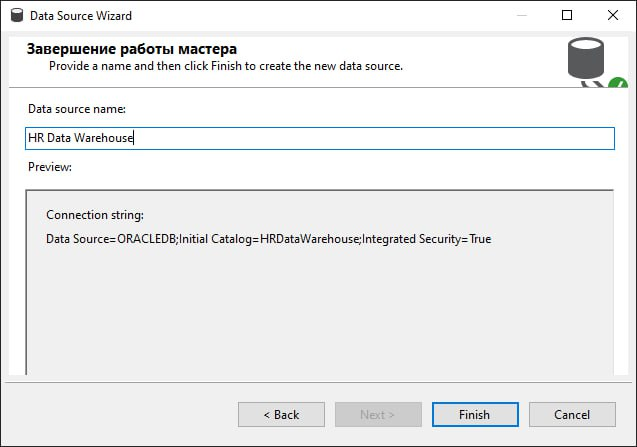 Data Source Wizard
Завершение работы мастера
Provide a name and then click Finish to create the new data source.
Data source name:
HR Data Warehouse
Preview:
Connection string:
Data Source=ORACLEDB;Initial Catalog=HRDataWarehouse;Integrated Security=True
< Back
Next >
Finish
Cancel